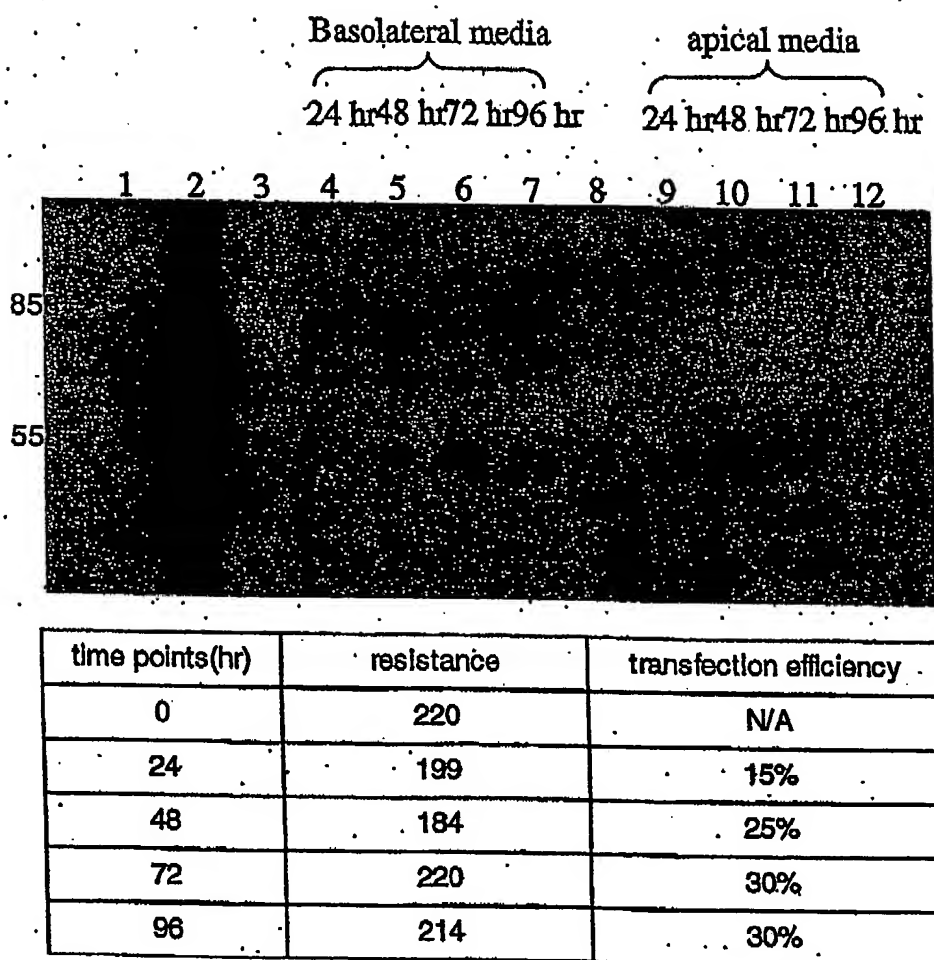 Basolateral media
apical media
24 hr48 hr72 hr96 hr
24 hr48 hr72 hr96 hr
1 2 3 4 5 6 7 8 9 10 11 12
85
55
time points(hr) resistance transfection efficiency
0 220 N/A
24 199 15%
48 184 25%
72 220 30%
96 214 30%